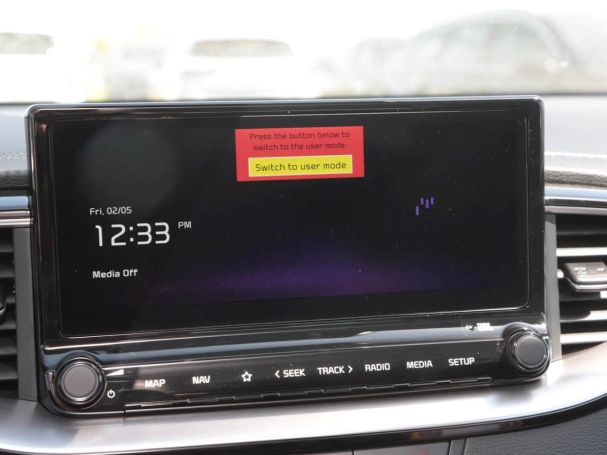 Press the button below to
switch to the user mode.
Switch to user mode
Fri, 02/05
12:33 PM
Media Off
MAP NAV ☆ < SEEK TRACK > RADIO MEDIA SETUP